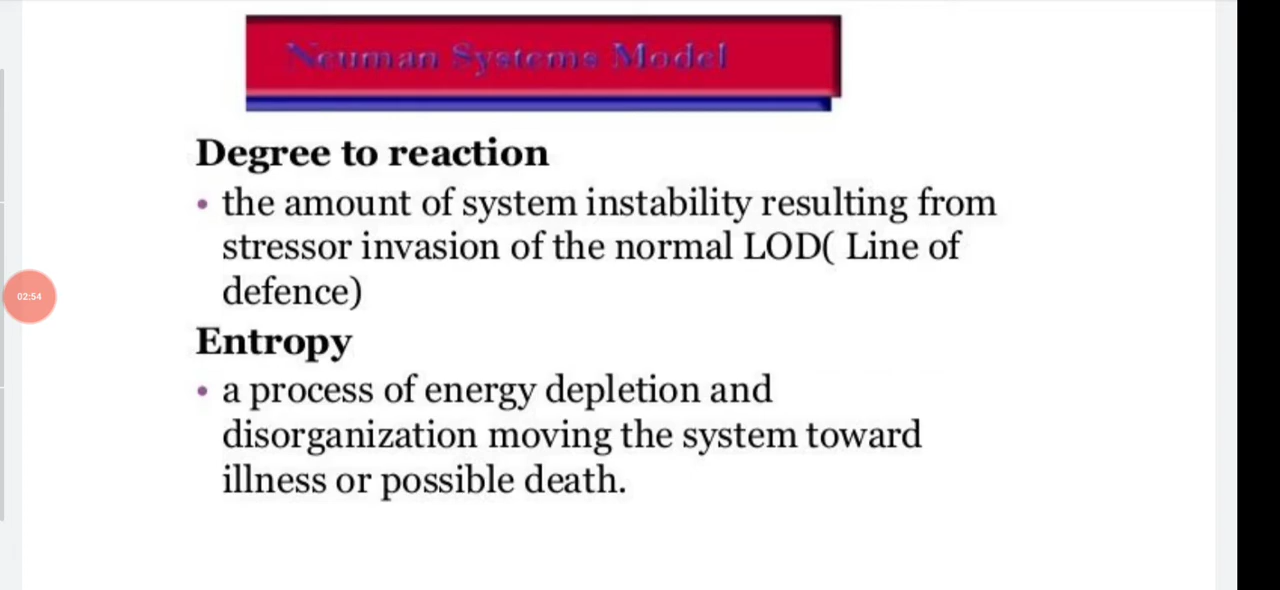 Neuman Systems Model
Degree to reaction
• the amount of system instability resulting from
stressor invasion of the normal LOD( Line of
defence)
02:54
Entropy
• a process of energy depletion and
disorganization moving the system toward
illness or possible death.